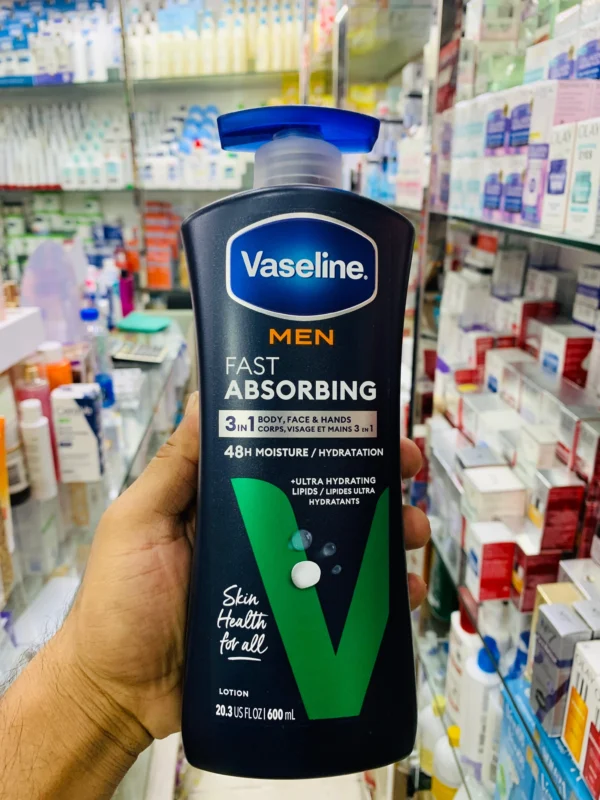 Vaseline.
MEN
FAST
ABSORBING
3 IN 1 BODY, FACE & HANDS
CORPS, VISAGE ET MAINS 3 EN 1
48H MOISTURE / HYDRATATION
+ULTRA HYDRATING
LIPIDS / LIPIDES ULTRA
HYDRATANTS
Skin
Health
for all
LOTION
20.3 US FL OZ | 600 mL
OLAY